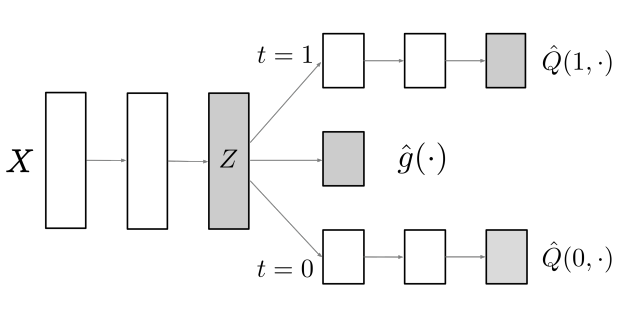 t = 1
Q̂(1, ·)
X
Z
ĝ(·)
t = 0
Q̂(0, ·)